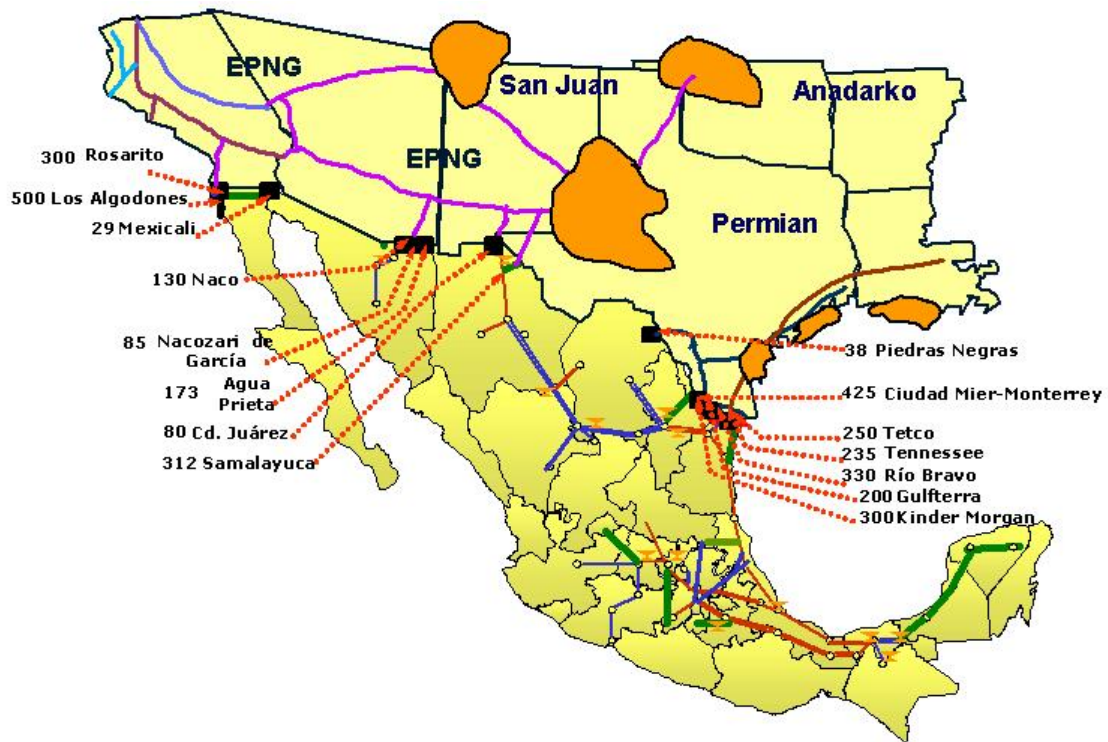 EPNG
San Juan
Anadarko
EPNG
Permian
300 Rosarito
500 Los Algodones
29 Mexicali
130 Naco
85 Nacozari de
García
173 Agua
Prieta
80 Cd. Juárez
312 Samalayuca
38 Piedras Negras
425 Ciudad Mier-Monterrey
250 Tetco
235 Tennessee
330 Río Bravo
200 Gulfterra
300 Kinder Morgan